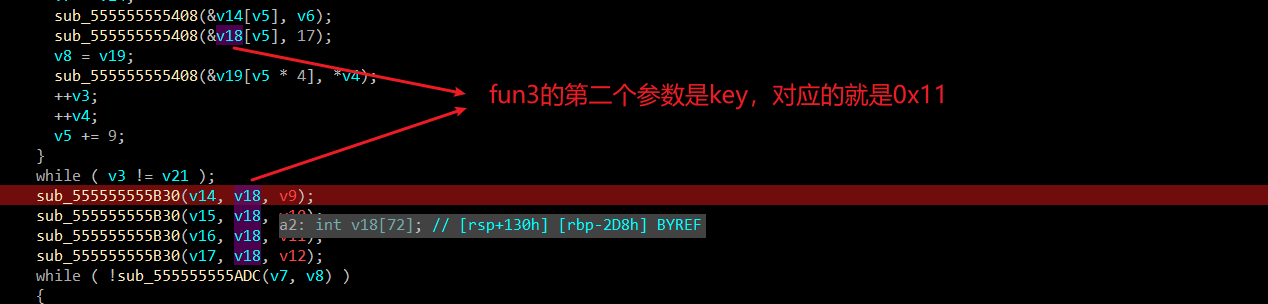 sub_555555555408(&v14[v5], v6);
sub_555555555408(&v18[v5], 17);
v8 = v19;
sub_555555555408(&v19[v5 * 4], *v4);
fun3的第二个参数是key，对应的就是0x11
++v3;
++v4;
v5 += 9;
}
while ( v3 != v21 );
sub_555555555B30(v14, v18, v9);
sub_555555555B30(v15, v18,
a2: int v18[72]; // [rsp+130h] [rbp-2D8h] BYREF
sub_555555555B30(v16, v18,
sub_555555555B30(v17, v18, v12);
while ( !sub_555555555ADC(v7, v8) )
{